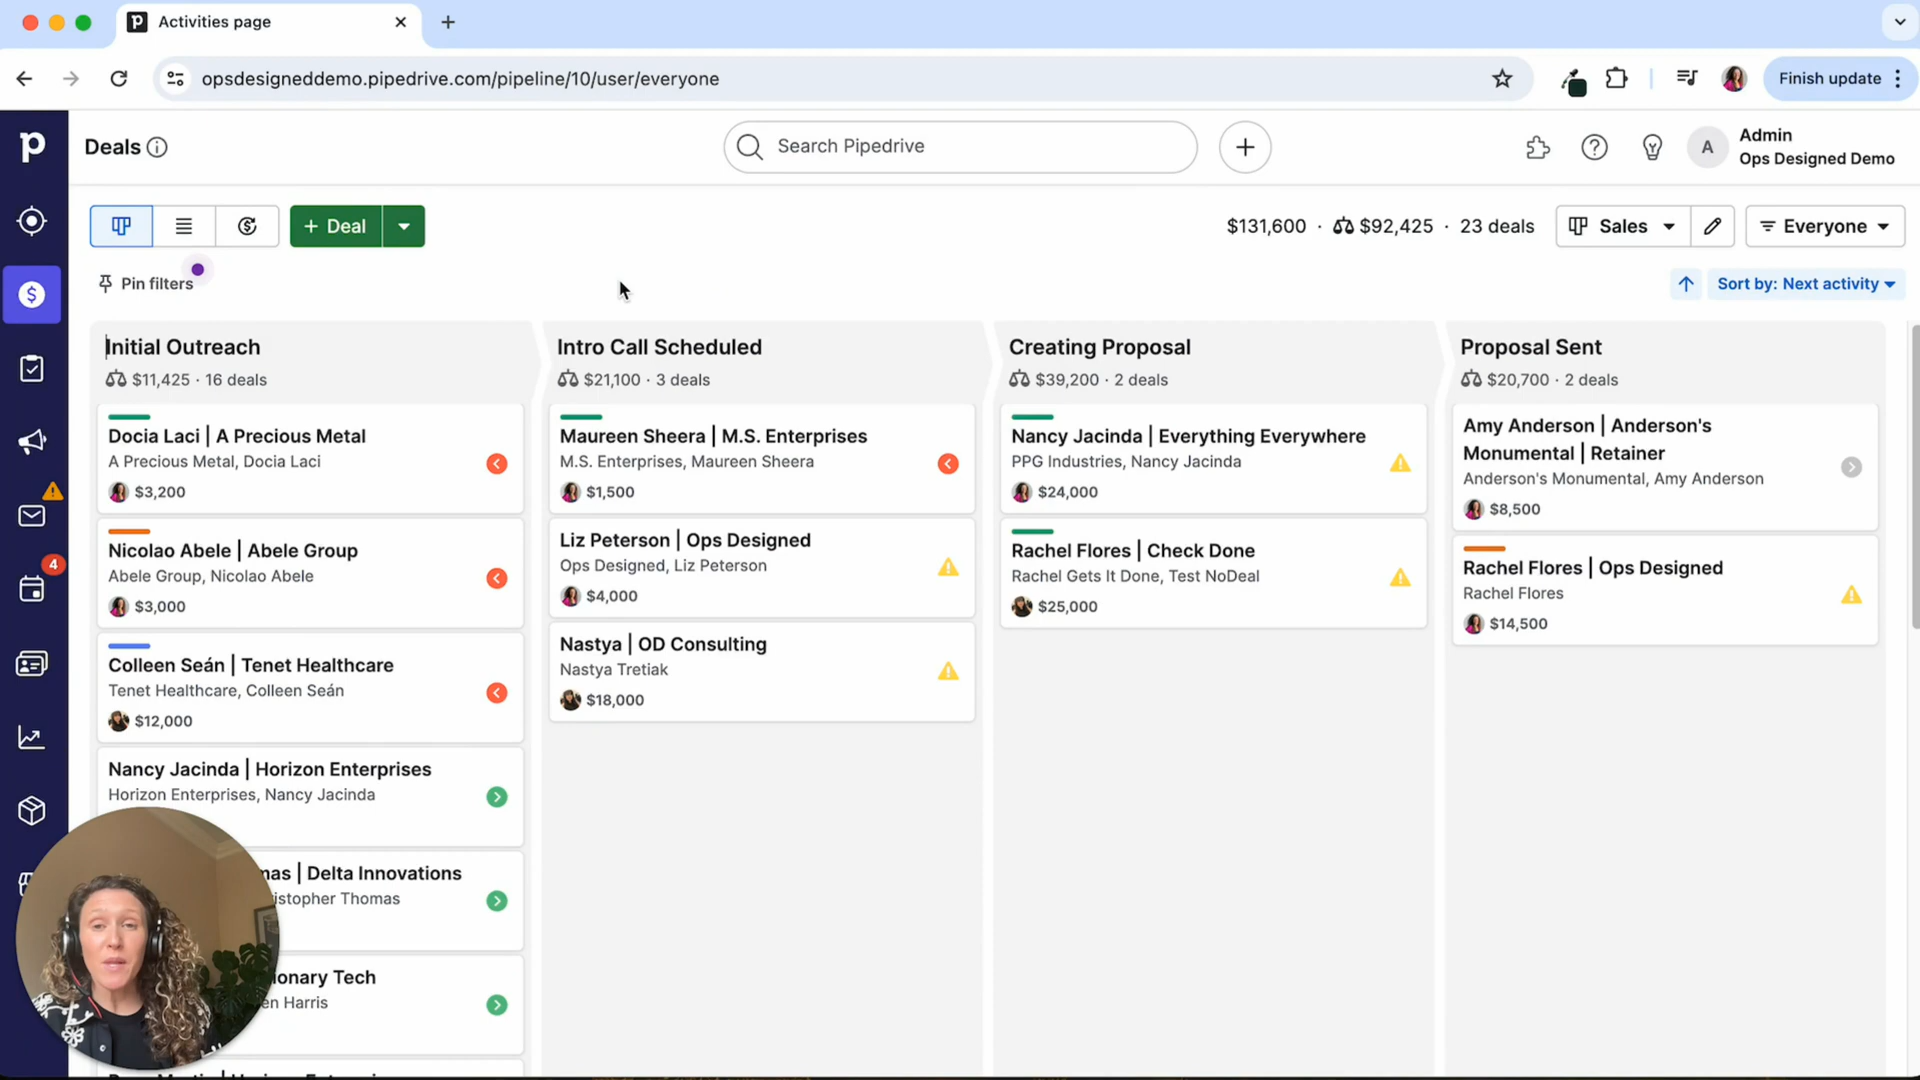 Activities page
opsdesigneddemo.pipedrive.com/pipeline/10/user/everyone
Finish update
Deals
Search Pipedrive
Admin
Ops Designed Demo
A
+ Deal
$131,600 · $92,425 · 23 deals
Sales
Everyone
Pin filters
Sort by: Next activity
Initial Outreach
$11,425 · 16 deals
Docia Laci | A Precious Metal
A Precious Metal, Docia Laci
$3,200
Nicolao Abele | Abele Group
Abele Group, Nicolao Abele
$3,000
Colleen Seán | Tenet Healthcare
Tenet Healthcare, Colleen Seán
$12,000
Nancy Jacinda | Horizon Enterprises
Horizon Enterprises, Nancy Jacinda
| Delta Innovations
Thomas
Tech
Harris
Intro Call Scheduled
$21,100 · 3 deals
Maureen Sheera | M.S. Enterprises
M.S. Enterprises, Maureen Sheera
$1,500
Liz Peterson | Ops Designed
Ops Designed, Liz Peterson
$4,000
Nastya | OD Consulting
Nastya Tretiak
$18,000
Creating Proposal
$39,200 · 2 deals
Nancy Jacinda | Everything Everywhere
PPG Industries, Nancy Jacinda
$24,000
Rachel Flores | Check Done
Rachel Gets It Done, Test NoDeal
$25,000
Proposal Sent
$20,700 · 2 deals
Amy Anderson | Anderson's
Monumental | Retainer
Anderson's Monumental, Amy Anderson
$8,500
Rachel Flores | Ops Designed
Rachel Flores
$14,500
4